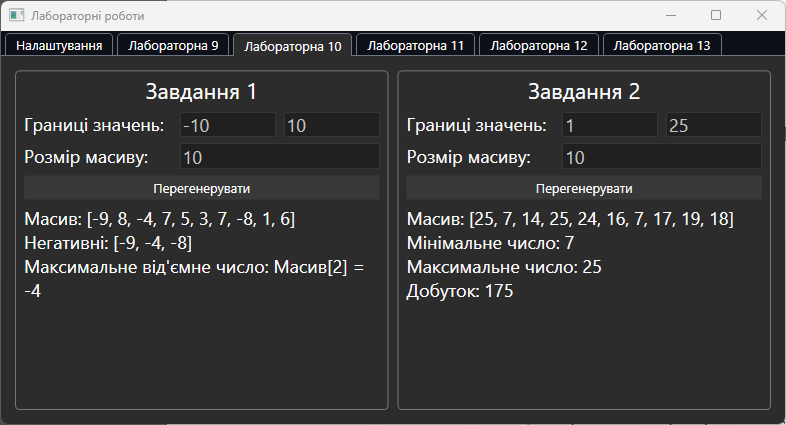 Лабораторні роботи
Налаштування Лабораторна 9 Лабораторна 10 Лабораторна 11 Лабораторна 12 Лабораторна 13
Завдання 1
Границі значень: -10 10
Розмір масиву: 10
Перегенерувати
Масив: [-9, 8, -4, 7, 5, 3, 7, -8, 1, 6]
Негативні: [-9, -4, -8]
Максимальне від'ємне число: Масив[2] =
-4
Завдання 2
Границі значень: 1 25
Розмір масиву: 10
Перегенерувати
Масив: [25, 7, 14, 25, 24, 16, 7, 17, 19, 18]
Мінімальне число: 7
Максимальне число: 25
Добуток: 175